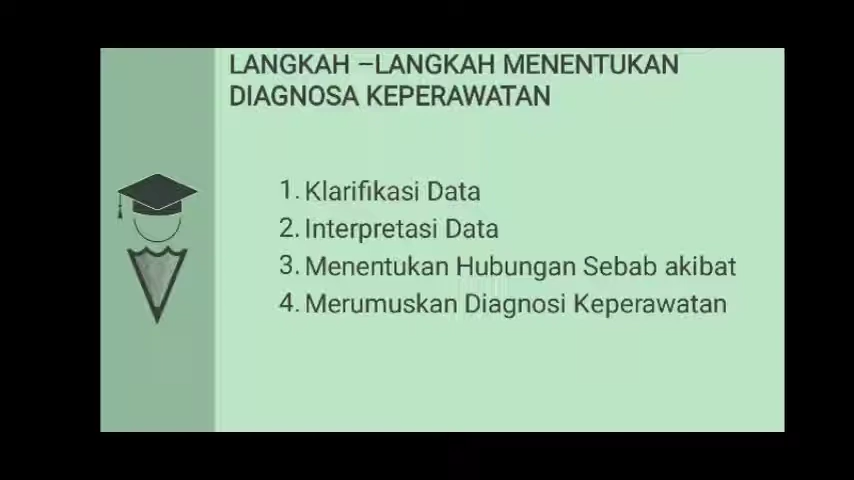 LANGKAH –LANGKAH MENENTUKAN
DIAGNOSA KEPERAWATAN
1. Klarifikasi Data
2. Interpretasi Data
3. Menentukan Hubungan Sebab akibat
4. Merumuskan Diagnosi Keperawatan